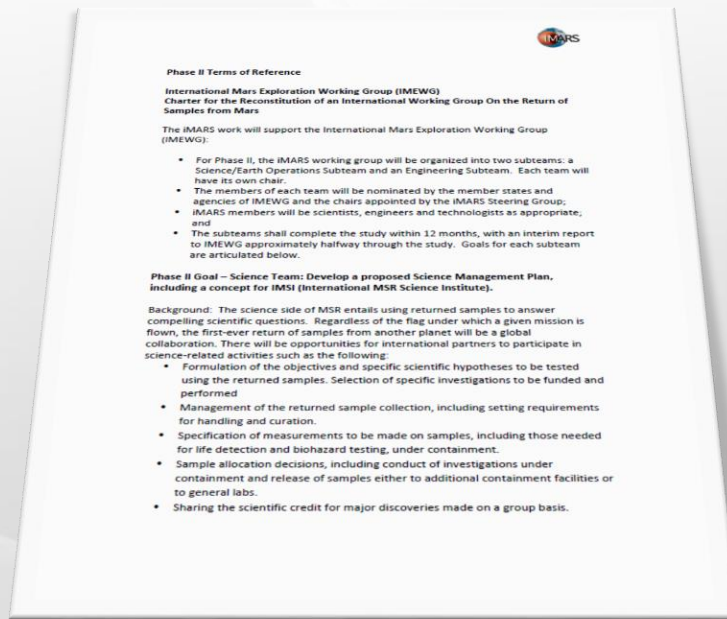 iMARS
Phase II Terms of Reference
International Mars Exploration Working Group (IMEWG)
Charter for the Reconstitution of an International Working Group On the Return of
Samples from Mars
The iMARS work will support the International Mars Exploration Working Group
(IMEWG):
• For Phase II, the iMARS working group will be organized into two subteams: a
Science/Earth Operations Subteam and an Engineering Subteam. Each team will
have its own chair.
• The members of each team will be nominated by the member states and
agencies of IMEWG and the chairs appointed by the iMARS Steering Group;
• iMARS members will be scientists, engineers and technologists as appropriate;
and
• The subteams shall complete the study within 12 months, with an interim report
to IMEWG approximately halfway through the study. Goals for each subteam
are articulated below.
Phase II Goal – Science Team: Develop a proposed Science Management Plan,
including a concept for IMSI (International MSR Science Institute).
Background: The science side of MSR entails using returned samples to answer
compelling scientific questions. Regardless of the flag under which a given mission is
flown, the first-ever return of samples from another planet will be a global
collaboration. There will be opportunities for international partners to participate in
science-related activities such as the following:
• Formulation of the objectives and specific scientific hypotheses to be tested
using the returned samples. Selection of specific investigations to be funded and
performed
• Management of the returned sample collection, including setting requirements
for handling and curation.
• Specification of measurements to be made on samples, including those needed
for life detection and biohazard testing, under containment.
• Sample allocation decisions, including conduct of investigations under
containment and release of samples either to additional containment facilities or
to general labs.
• Sharing the scientific credit for major discoveries made on a group basis.